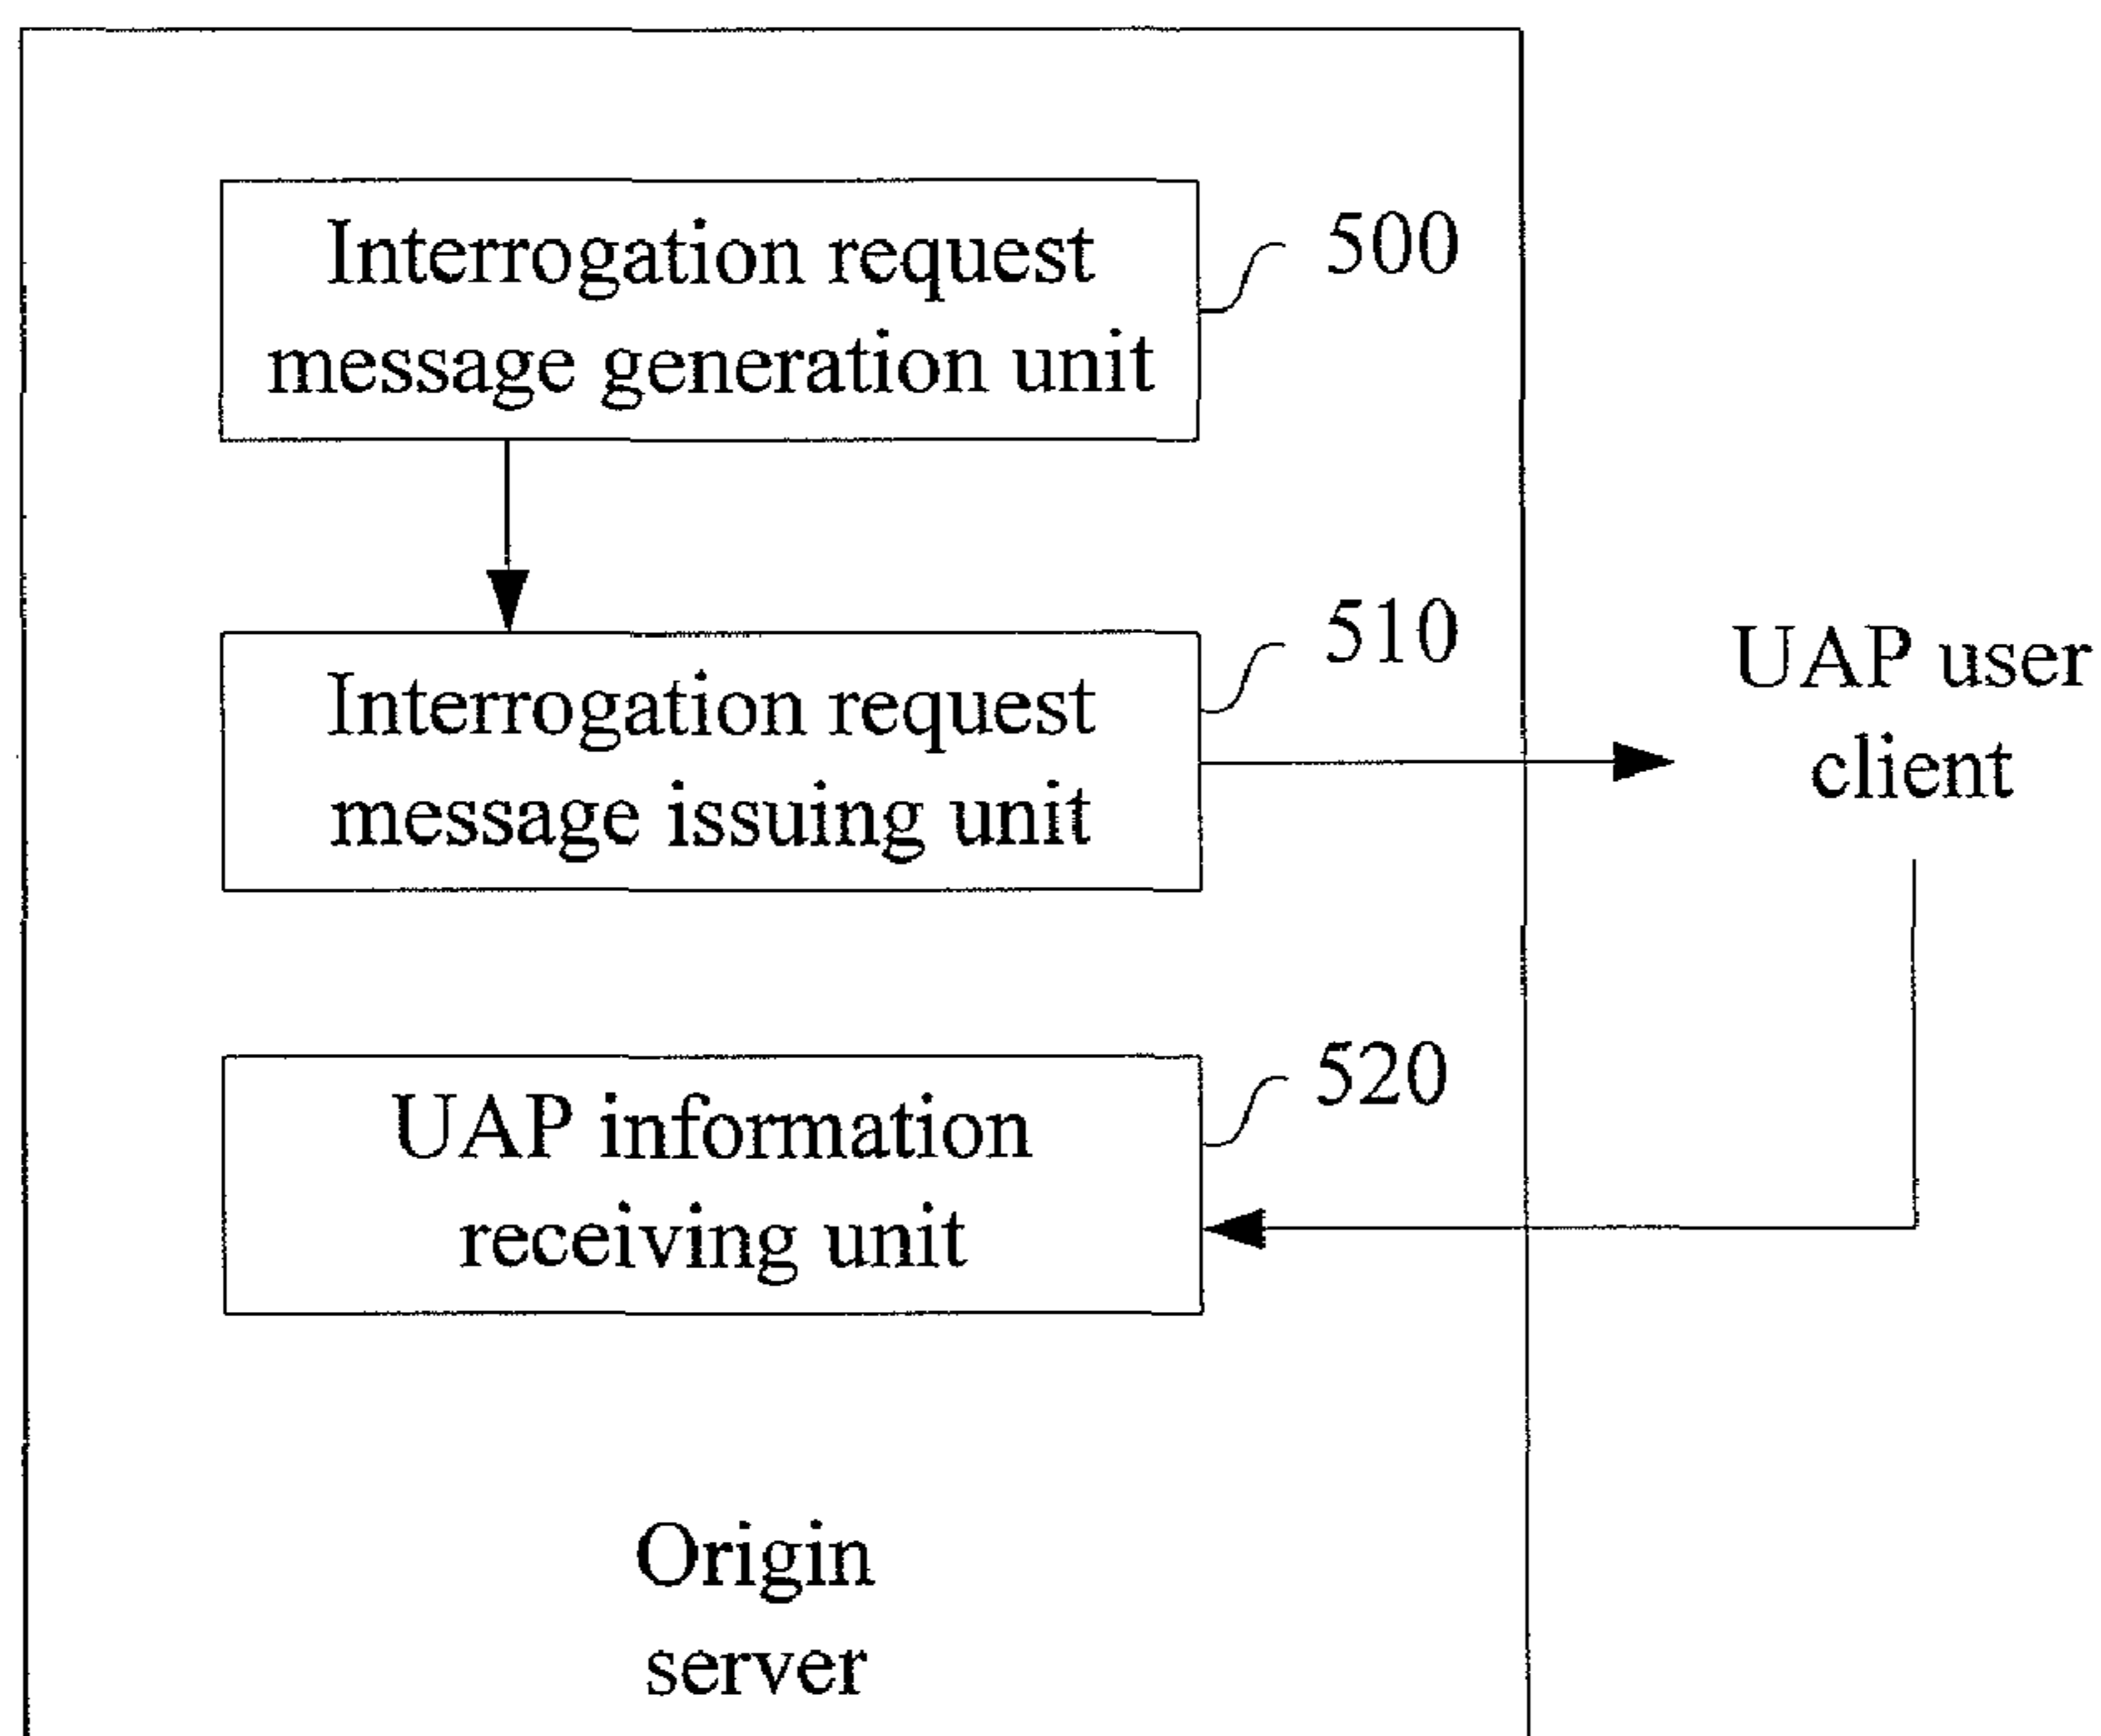 Interrogation request
message generation unit
500
Interrogation request
message issuing unit
510
UAP user
client
UAP information
receiving unit
520
Origin
server